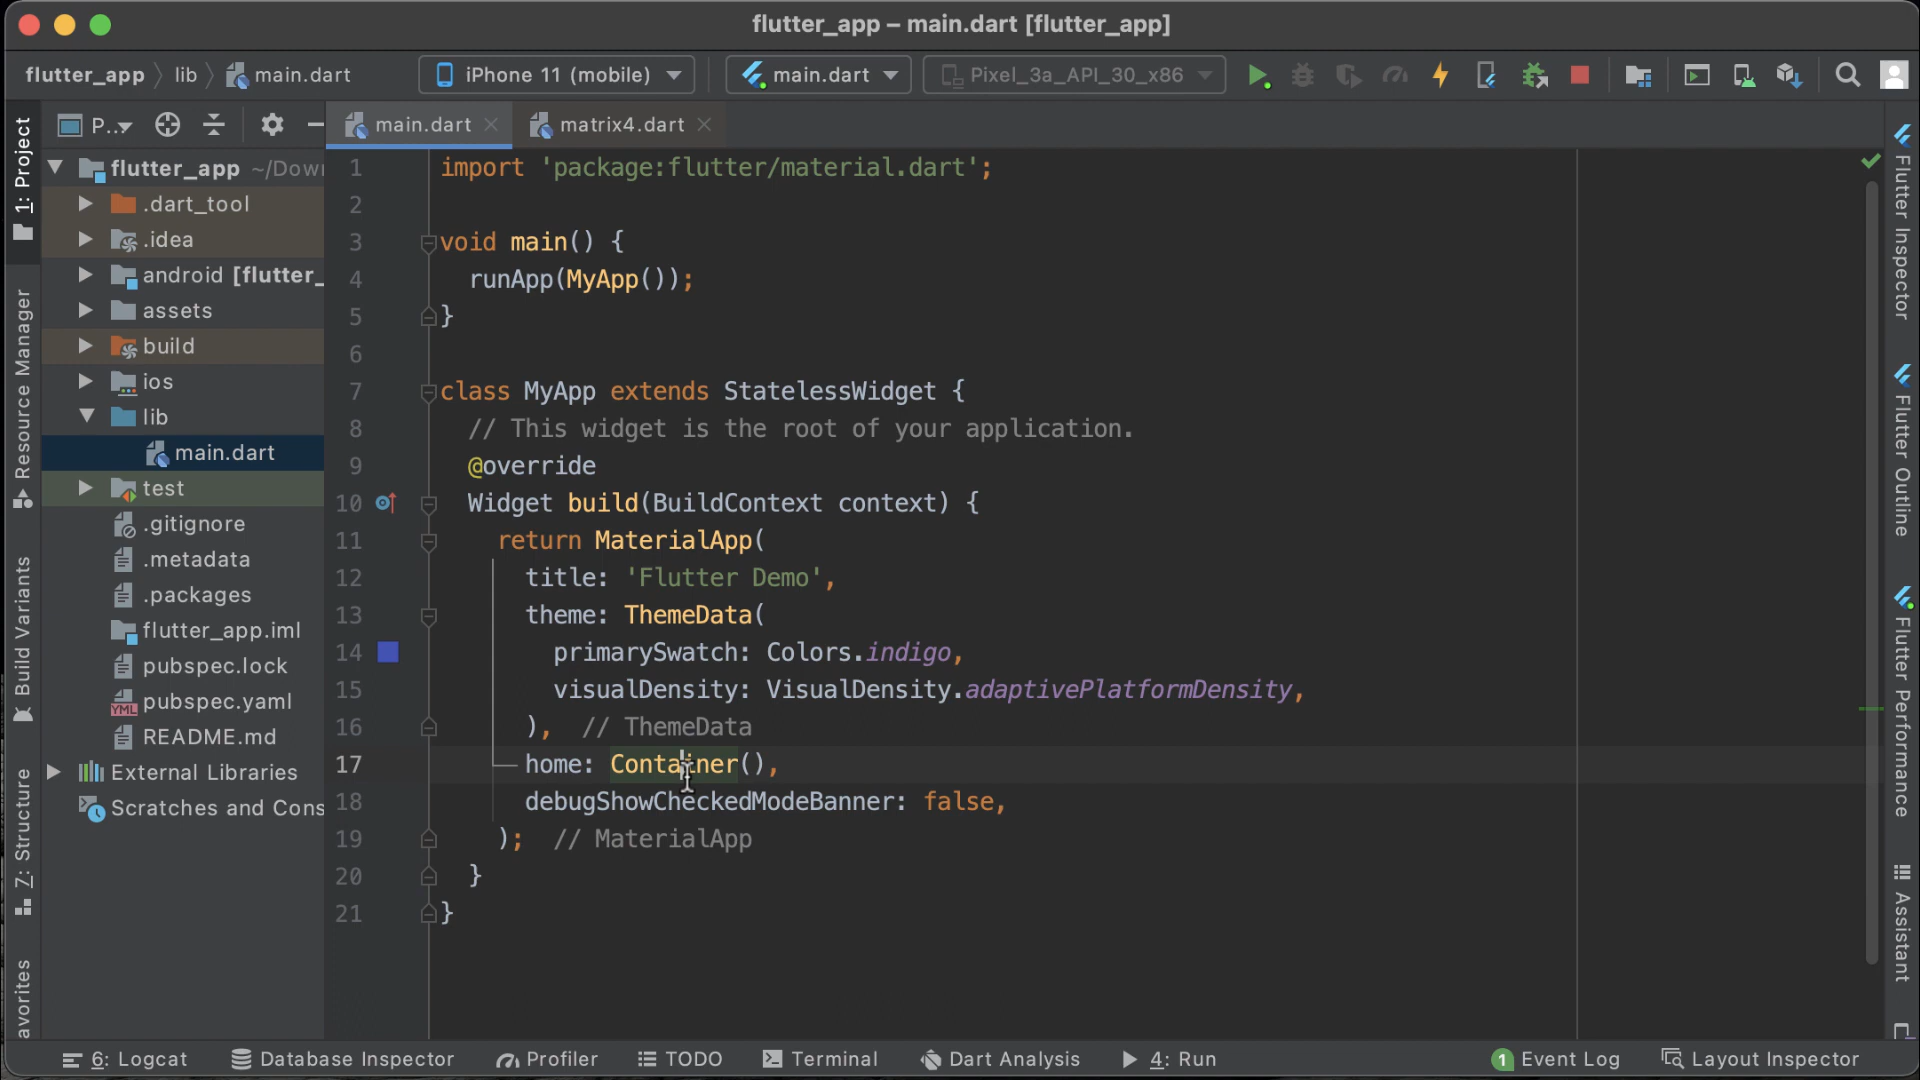 flutter_app – main.dart [flutter_app]
flutter_app lib main.dart
iPhone 11 (mobile)
main.dart
Pixel_3a_API_30_x86
P...
main.dart
matrix4.dart
1: Project
Resource Manager
Build Variants
Z: Structure
avorites
flutter_app ~/Down
.dart_tool
.idea
android [flutter_
assets
build
ios
lib
main.dart
test
.gitignore
.metadata
.packages
flutter_app.iml
pubspec.lock
YML pubspec.yaml
README.md
External Libraries
Scratches and Cons
1 import 'package:flutter/material.dart';
2
3 void main() {
4 runApp(MyApp());
5 }
6
7 class MyApp extends StatelessWidget {
8 // This widget is the root of your application.
9 @override
10 Widget build(BuildContext context) {
11 return MaterialApp(
12 title: 'Flutter Demo',
13 theme: ThemeData(
14 primarySwatch: Colors.indigo,
15 visualDensity: VisualDensity.adaptivePlatformDensity,
16 ), // ThemeData
17 home: Container(),
18 debugShowCheckedModeBanner: false,
19 ); // MaterialApp
20 }
21 }
Flutter Inspector
Flutter Outline
Flutter Performance
Assistant
6: Logcat
Database Inspector
Profiler
TODO
Terminal
Dart Analysis
4: Run
1 Event Log
Layout Inspector